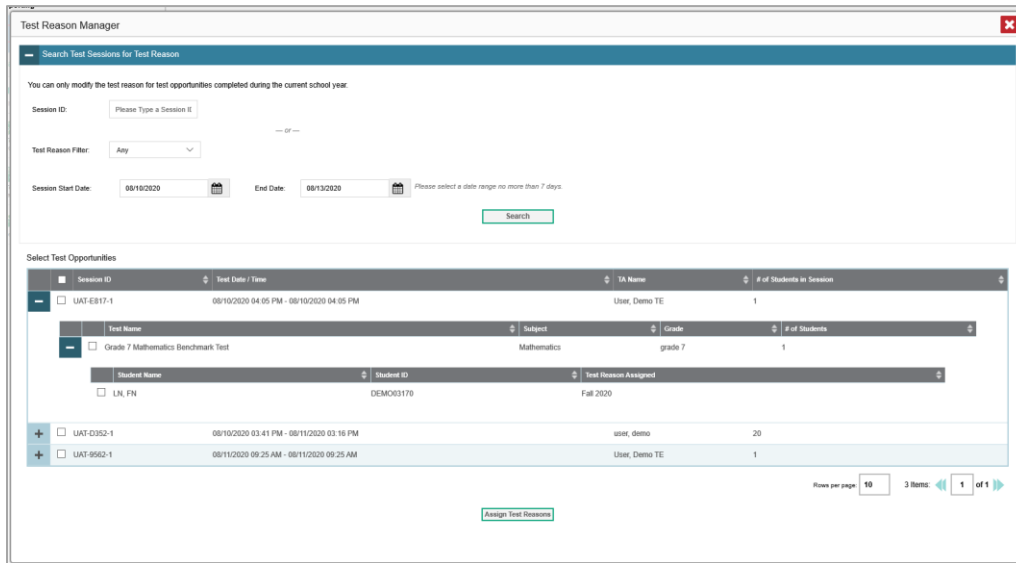 Test Reason Manager
Search Test Sessions for Test Reason
You can only modify the test reason for test opportunities completed during the current school year.
Session ID: Please Type a Session ID
— or —
Test Reason Filter: Any
Session Start Date: 08/10/2020 End Date: 08/13/2020 Please select a date range no more than 7 days.
Search
Select Test Opportunities
Session ID Test Date / Time TA Name # of Students in Session
UAT-E817-1 08/10/2020 04:05 PM - 08/10/2020 04:05 PM User, Demo TE 1
Test Name Subject Grade # of Students
Grade 7 Mathematics Benchmark Test Mathematics grade 7 1
Student Name Student ID Test Reason Assigned
LN, FN DEMO03170 Fall 2020
UAT-D352-1 08/10/2020 03:41 PM - 08/11/2020 03:16 PM user, demo 20
UAT-9562-1 08/11/2020 09:25 AM - 08/11/2020 09:25 AM User, Demo TE 1
Rows per page: 10 3 Items: 1 of 1
Assign Test Reasons